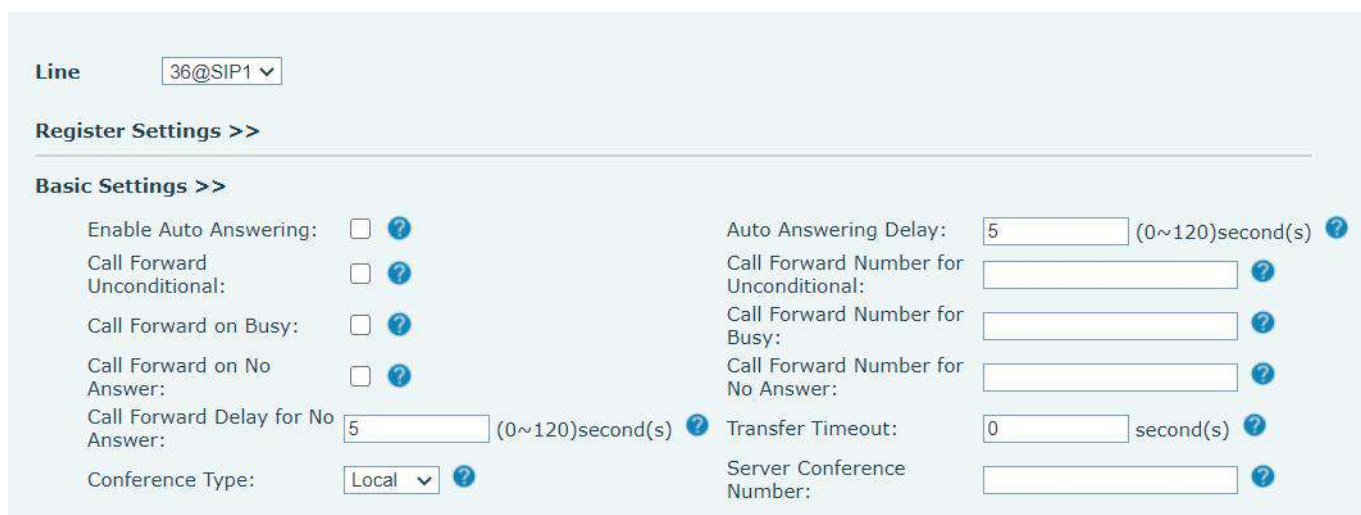 Line 36@SIP1
Register Settings >>
Basic Settings >>
Enable Auto Answering: ? Auto Answering Delay: 5 (0~120)second(s) ?
Call Forward
Unconditional: ? Call Forward Number for
Unconditional: ?
Call Forward on Busy: ? Call Forward Number for
Busy: ?
Call Forward on No
Answer: ? Call Forward Number for
No Answer: ?
Call Forward Delay for No
Answer: 5 (0~120)second(s) ? Transfer Timeout: 0 second(s) ?
Conference Type: Local ? Server Conference
Number: ?